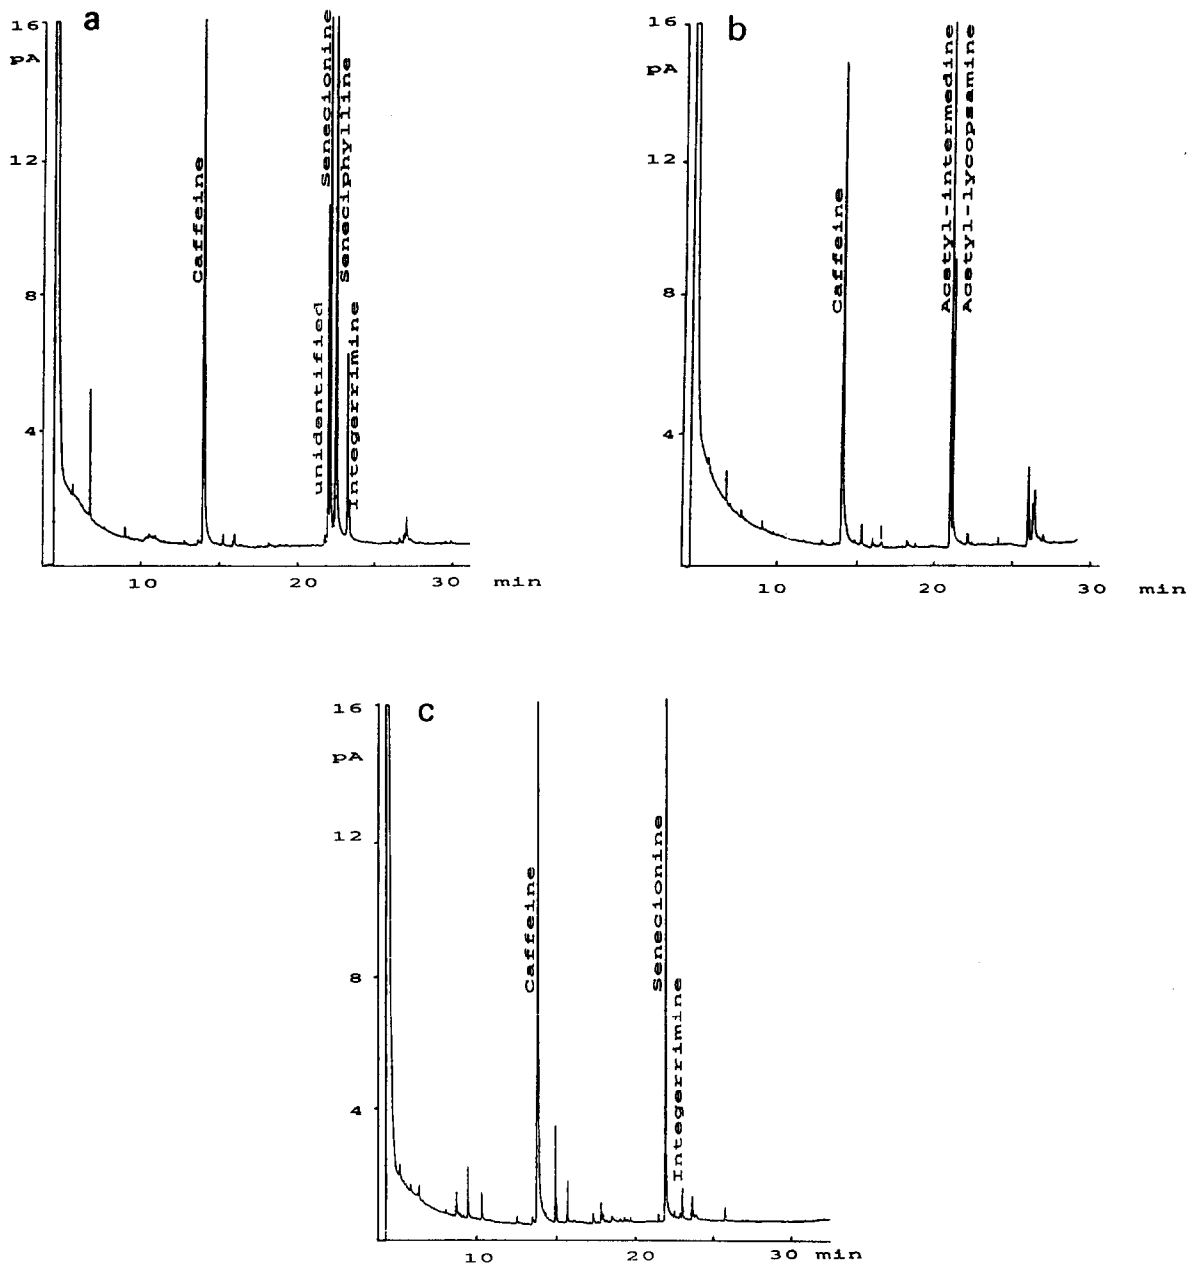 a
16
pA
12
8
4
10
20
30
min
Caffeine
unidentified
Senecionine
Seneciphylline
Integerrimine
b
16
pA
12
8
4
10
20
30
min
Caffeine
Acetyl-intermedine
Acetyl-lycopsamine
c
16
pA
12
8
4
10
20
30
min
Caffeine
Senecionine
Integerrimine